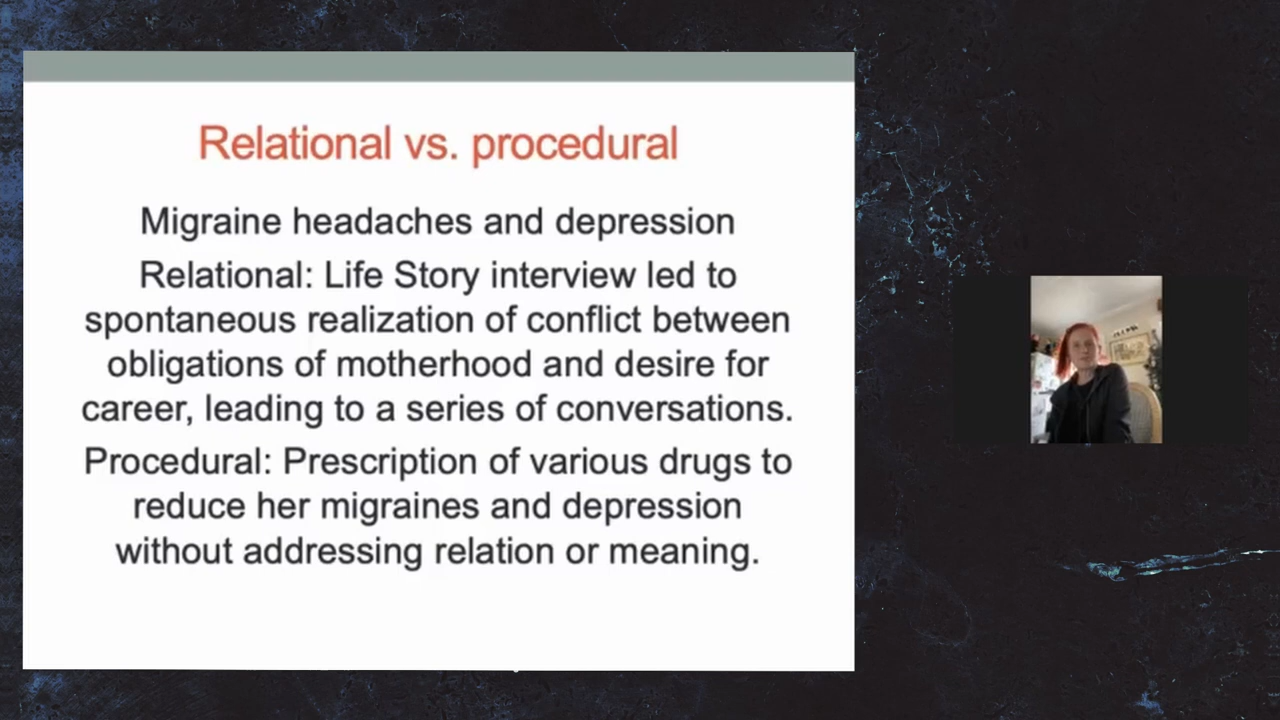 Relational vs. procedural
Migraine headaches and depression
Relational: Life Story interview led to
spontaneous realization of conflict between
obligations of motherhood and desire for
career, leading to a series of conversations.
Procedural: Prescription of various drugs to
reduce her migraines and depression
without addressing relation or meaning.